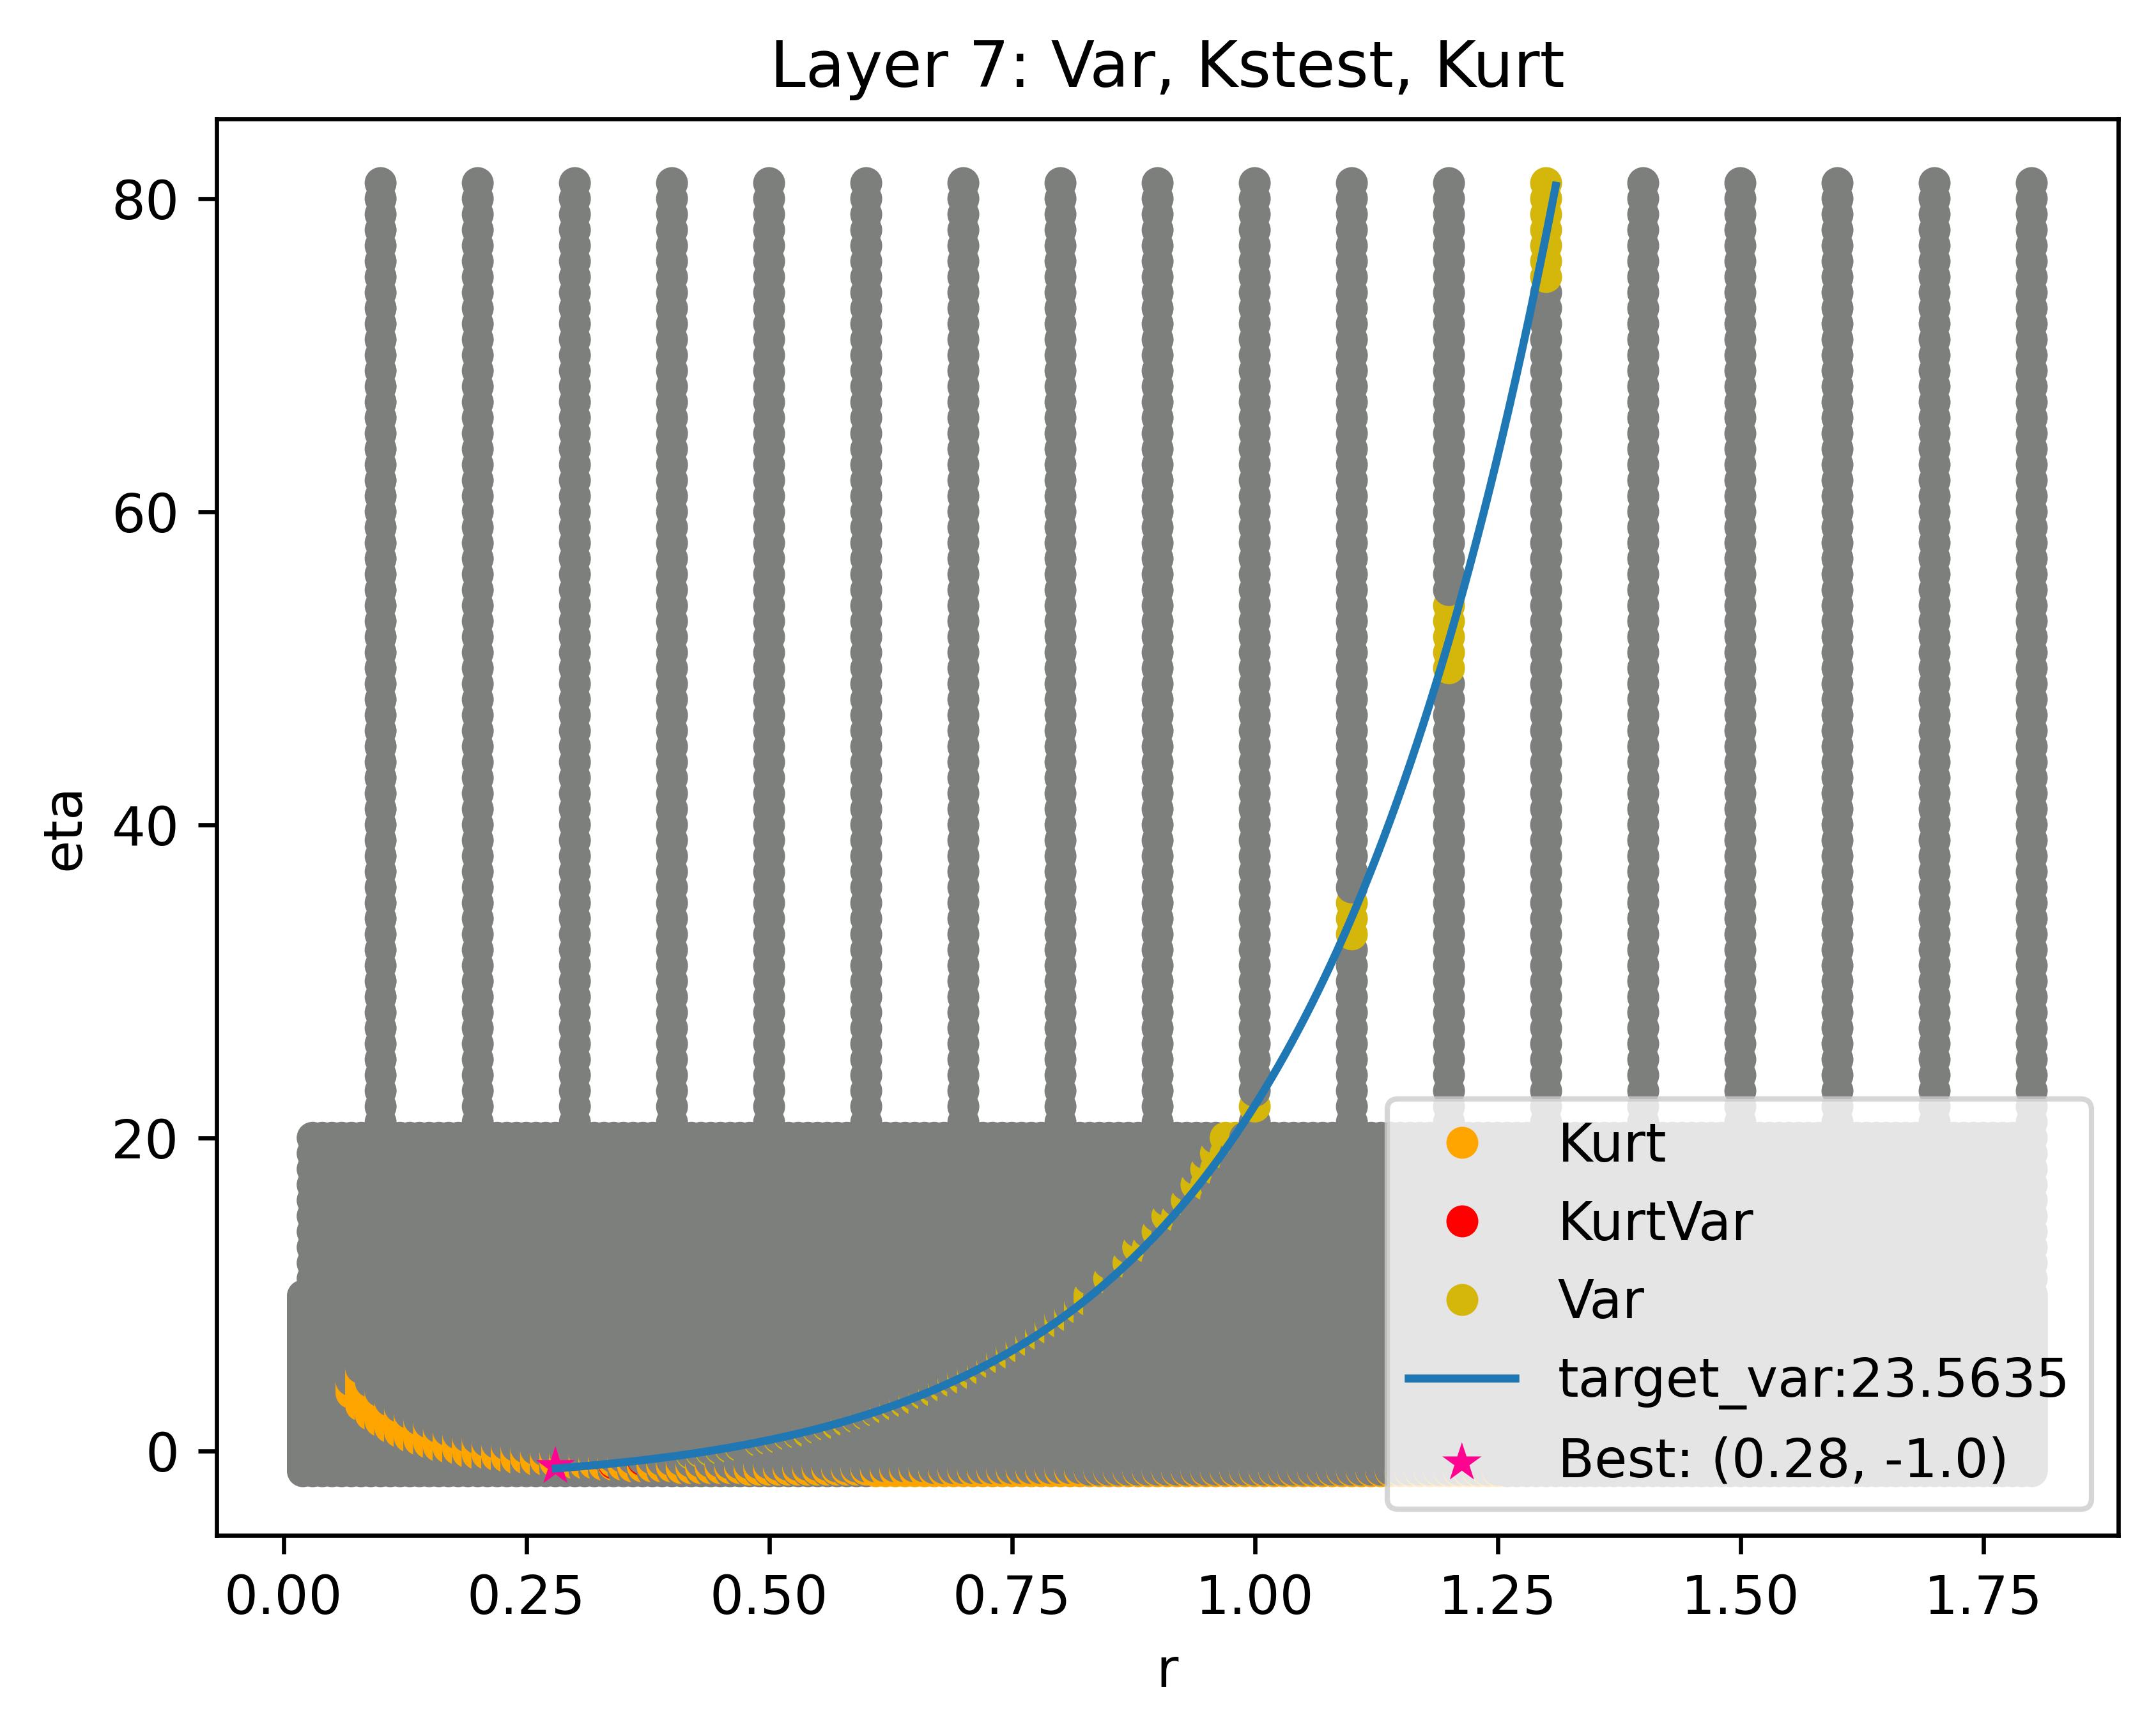 Layer 7: Var, Kstest, Kurt
eta
80
60
40
20
0
Kurt
KurtVar
Var
target_var:23.5635
Best: (0.28, -1.0)
0.00 0.25 0.50 0.75 1.00 1.25 1.50 1.75
r